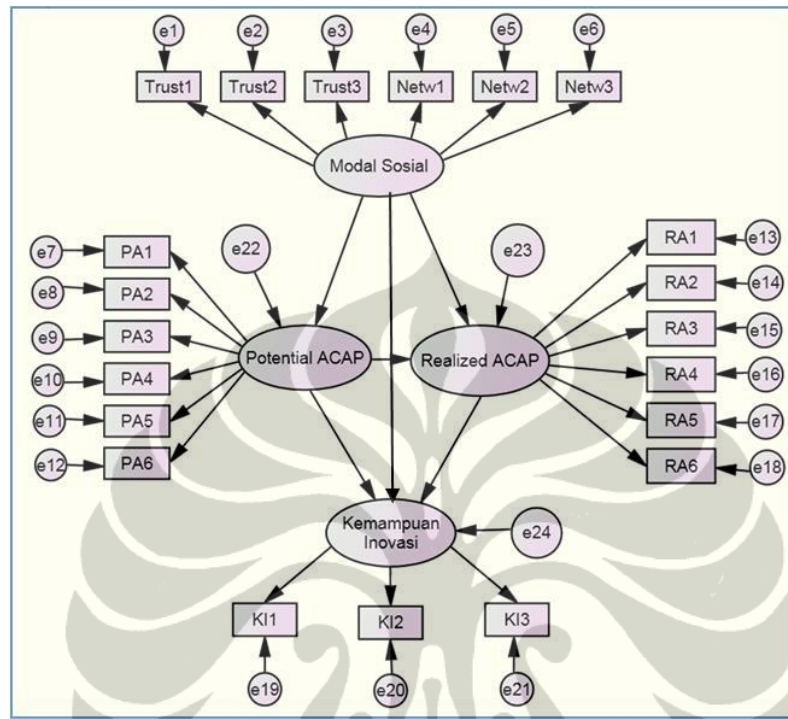 e1
e2
e3
e4
e5
e6
Trust1
Trust2
Trust3
Netw1
Netw2
Netw3
Modal Sosial
e7
PA1
e8
PA2
e9
PA3
e10
PA4
e11
PA5
e12
PA6
e22
e23
Potential ACAP
Realized ACAP
RA1
e13
RA2
e14
RA3
e15
RA4
e16
RA5
e17
RA6
e18
Kemampuan
Inovasi
e24
KI1
KI2
KI3
e19
e20
e21